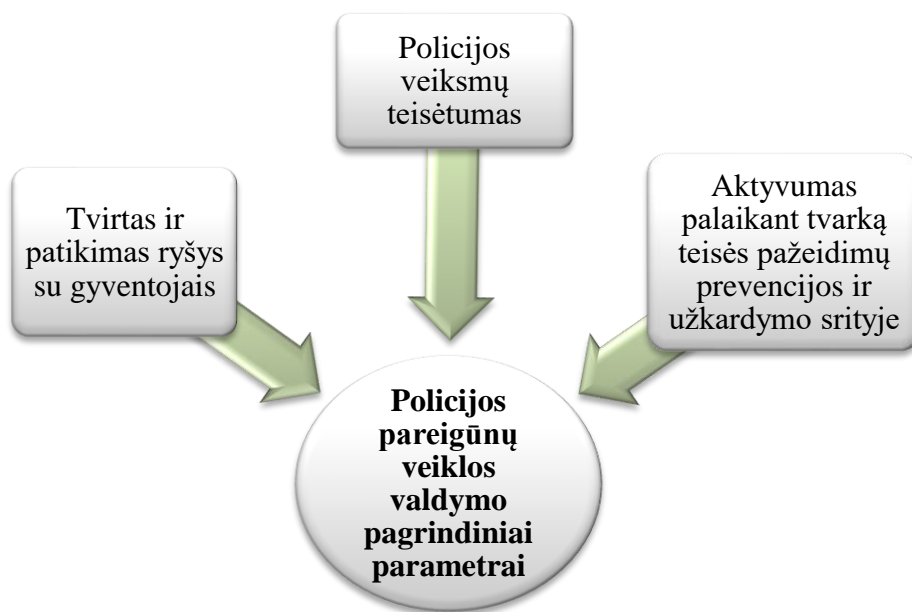 Policijos
veiksmų
teisėtumas
Tvirtas ir
patikimas ryšys
su gyventojais
Aktyvumas
palaikant tvarką
teisės pažeidimų
prevencijos ir
užkardymo srityje
Policijos
pareigūnų
veiklos
valdymo
pagrindiniai
parametrai